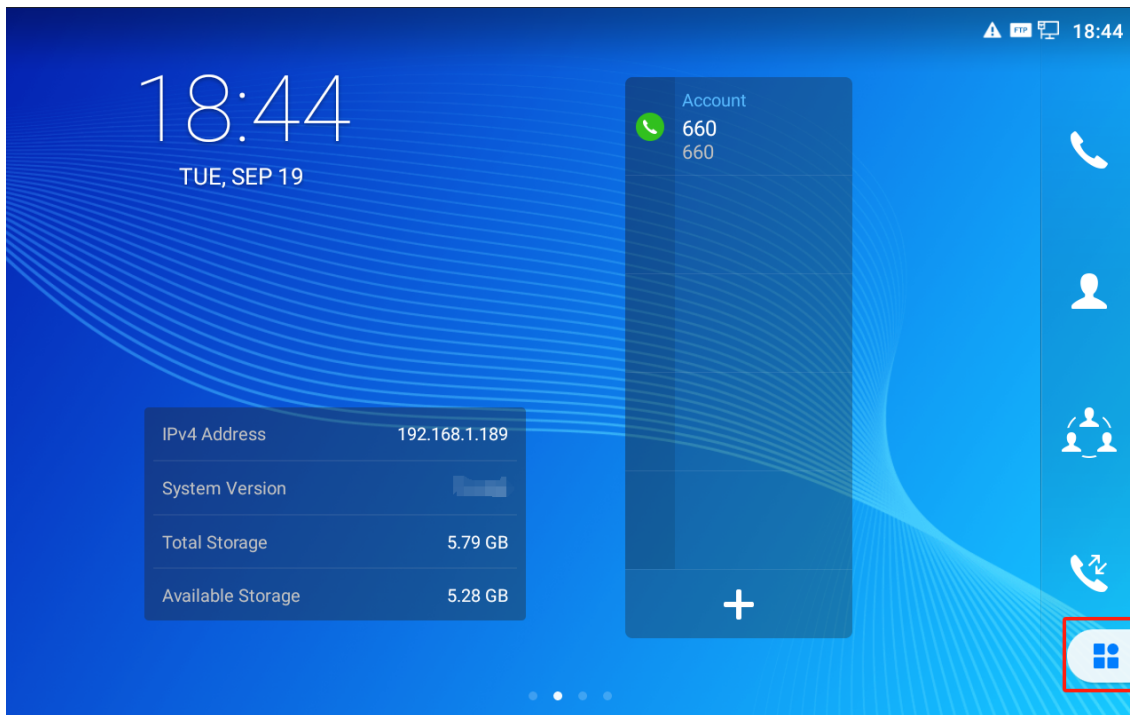 FTP 18:44
18:44
TUE, SEP 19
Account
660
660
IPv4 Address 192.168.1.189
System Version
Total Storage 5.79 GB
Available Storage 5.28 GB